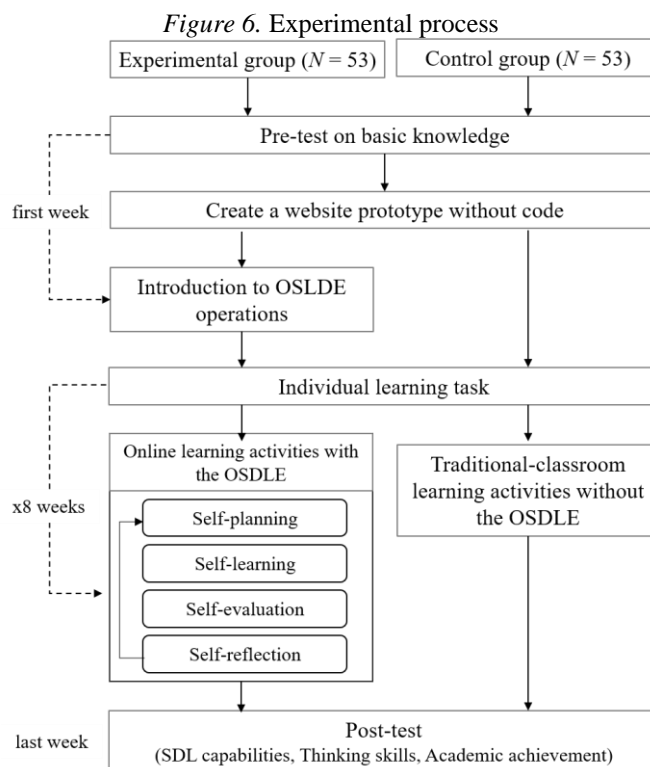 Figure 6. Experimental process
Experimental group (N = 53)
Control group (N = 53)
Pre-test on basic knowledge
first week
Create a website prototype without code
Introduction to OSLDE
operations
Individual learning task
Online learning activities with
the OSDLE
Traditional-classroom
learning activities without
the OSDLE
x8 weeks
Self-planning
Self-learning
Self-evaluation
Self-reflection
last week
Post-test
(SDL capabilities, Thinking skills, Academic achievement)